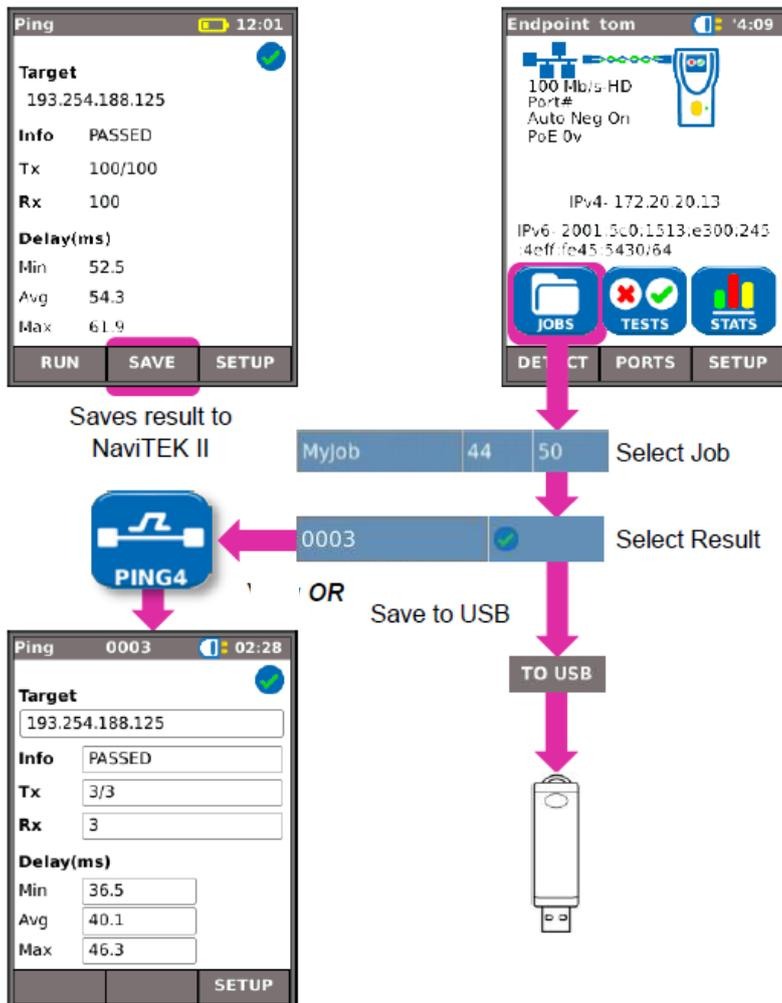 Ping 12:01
Target
193.254.188.125
Info PASSED
Tx 100/100
Rx 100
Delay(ms)
Min 52.5
Avg 54.3
Max 61.9
RUN SAVE SETUP
Saves result to
NaviTEK II
Endpoint tom '4:09
100 Mb/s-HD
Port#
Auto Neg On
PoE 0v
IPv4- 172.20.20.13
IPv6- 2001:5c0:1513:e300:245
:4eff:fe45:5430/64
JOBS TESTS STATS
PORTS SETUP
MyJob 44 50 Select Job
0003 Select Result
PING4
OR
Save to USB
TO USB
Ping 0003 02:28
Target
193.254.188.125
Info PASSED
Tx 3/3
Rx 3
Delay(ms)
Min 36.5
Avg 40.1
Max 46.3
SETUP